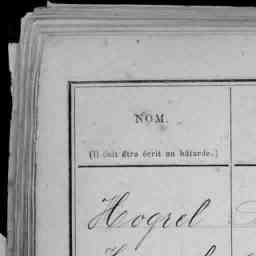 NOM.
(Il doit être écrit en bâtarde.)
Hogrel